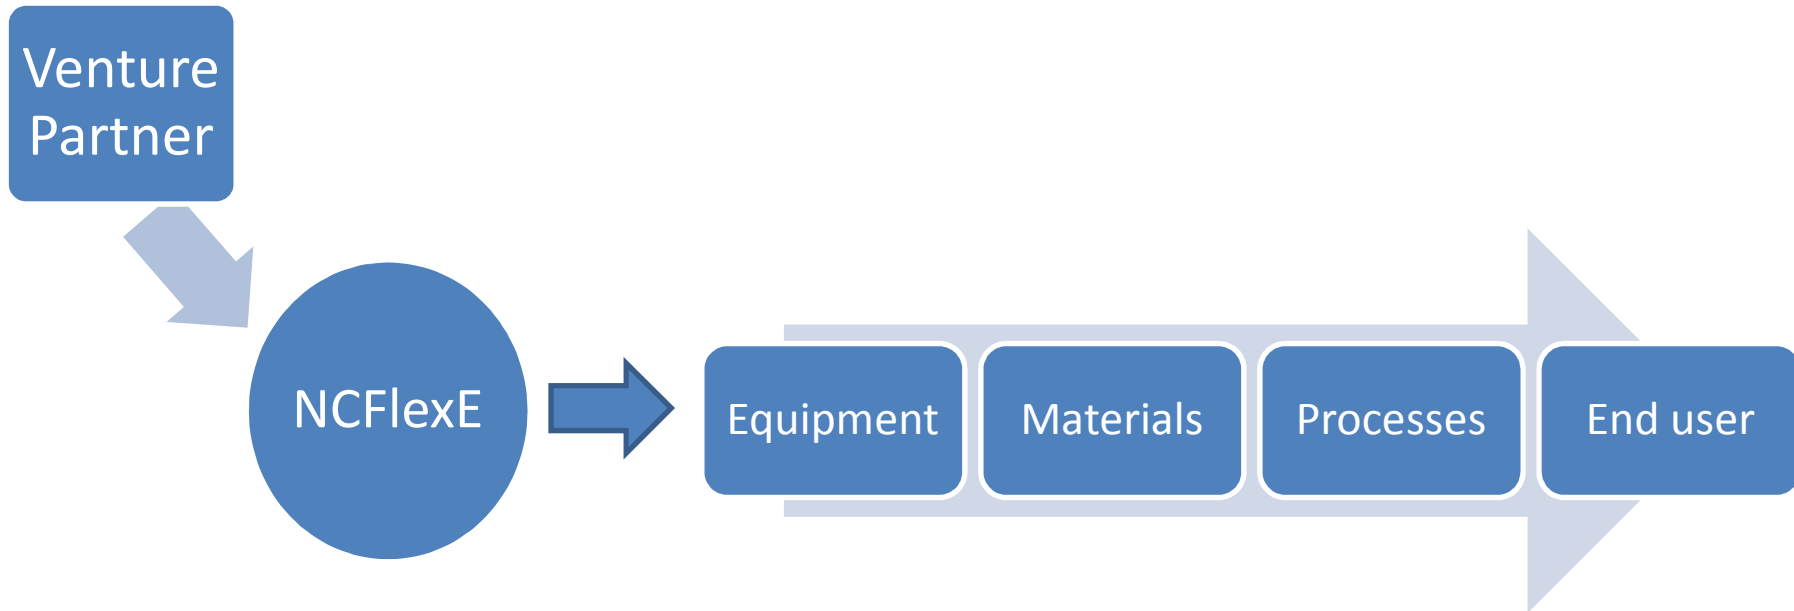 Venture
Partner
NCFlexE
Equipment
Materials
Processes
End user